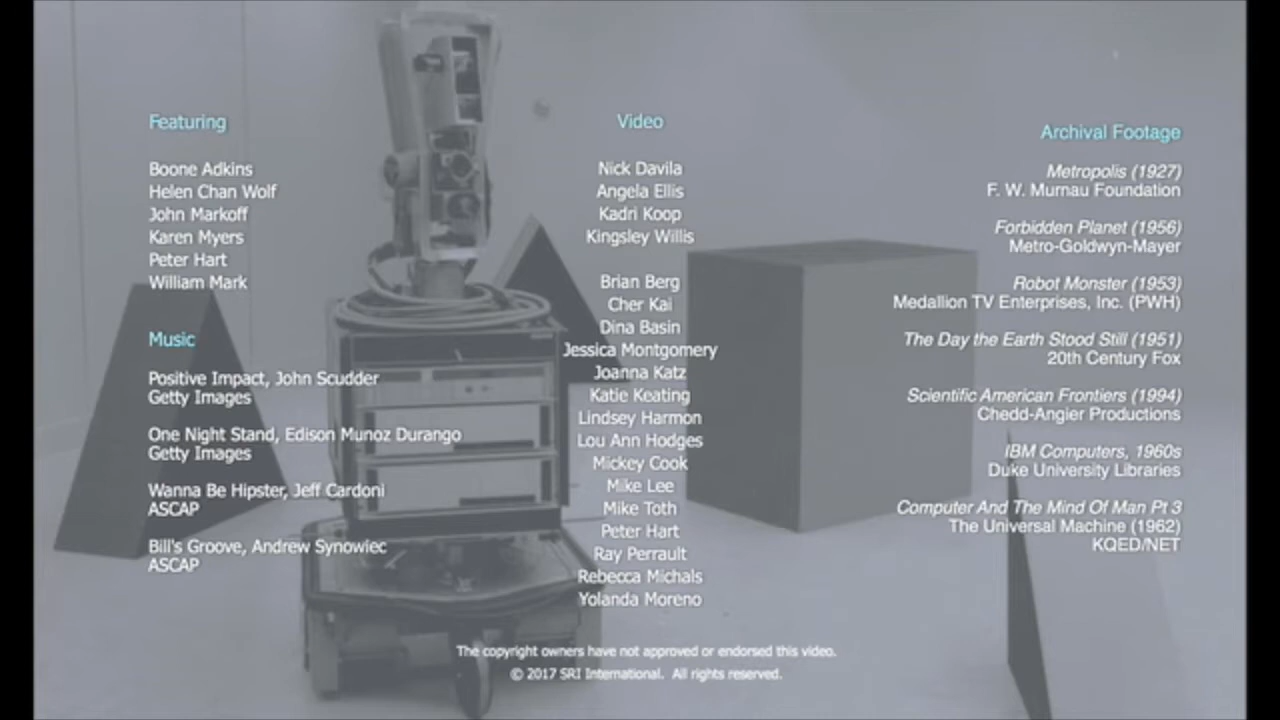 Featuring
Boone Adkins
Helen Chan Wolf
John Markoff
Karen Myers
Peter Hart
William Mark
Music
Positive Impact, John Scudder
Getty Images
One Night Stand, Edison Munoz Durango
Getty Images
Wanna Be Hipster, Jeff Cardoni
ASCAP
Bill's Groove, Andrew Synowiec
ASCAP
Video
Nick Davila
Angela Ellis
Kadri Koop
Kingsley Willis
Brian Berg
Cher Kai
Dina Basin
Jessica Montgomery
Joanna Katz
Katie Keating
Lindsey Harmon
Lou Ann Hodges
Mickey Cook
Mike Lee
Mike Toth
Peter Hart
Ray Perrault
Rebecca Michals
Yolanda Moreno
Archival Footage
Metropolis (1927)
F. W. Murnau Foundation
Forbidden Planet (1956)
Metro-Goldwyn-Mayer
Robot Monster (1953)
Medallion TV Enterprises, Inc. (PWH)
The Day the Earth Stood Still (1951)
20th Century Fox
Scientific American Frontiers (1994)
Chedd-Angier Productions
IBM Computers, 1960s
Duke University Libraries
Computer And The Mind Of Man Pt 3
The Universal Machine (1962)
KQED/NET
The copyright owners have not approved or endorsed this video.
© 2017 SRI International. All rights reserved.